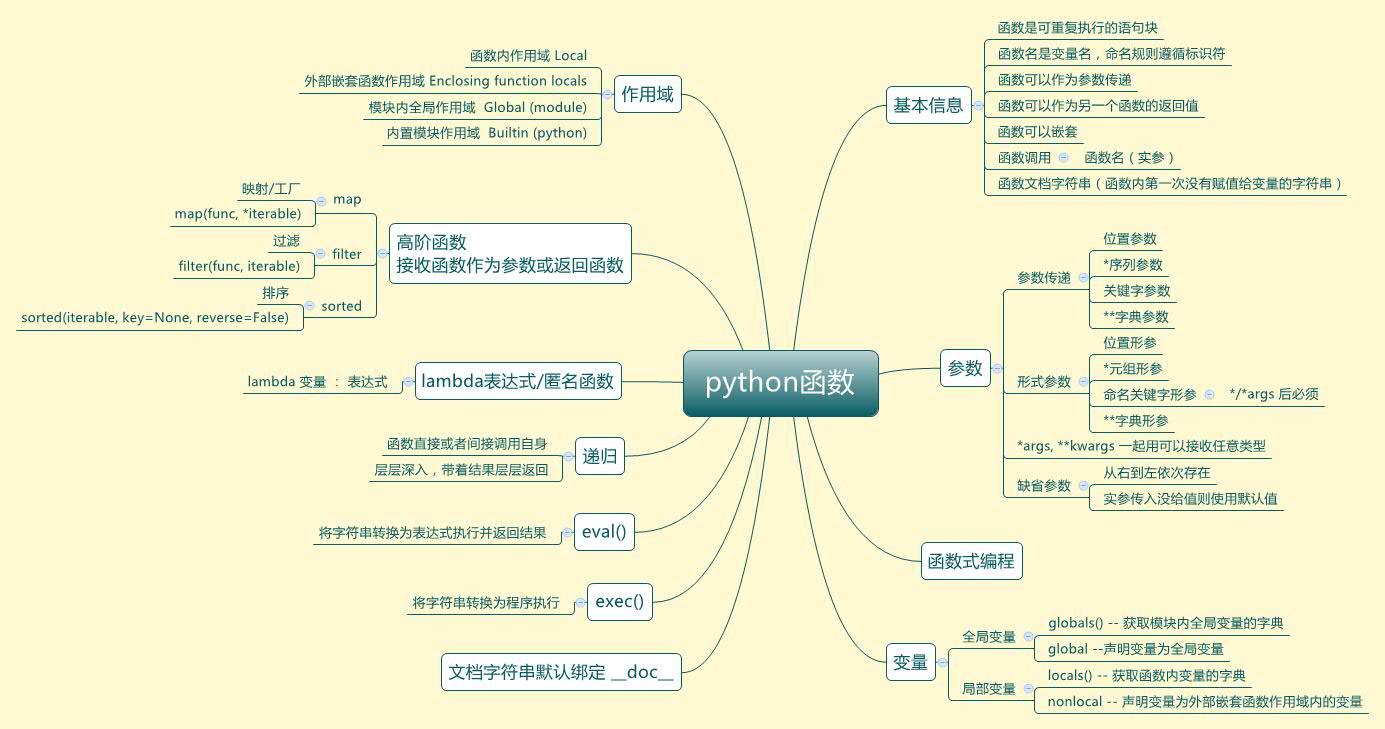 python函数
基本信息
函数是可重复执行的语句块
函数名是变量名，命名规则遵循标识符
函数可以作为参数传递
函数可以作为另一个函数的返回值
函数可以嵌套
函数调用
函数名（实参）
函数文档字符串（函数内第一次没有赋值给变量的字符串）
参数
参数传递
位置参数
*序列参数
关键字参数
**字典参数
形式参数
位置形参
*元组形参
命名关键字形参
*/*args 后必须
**字典形参
*args, **kwargs 一起用可以接收任意类型
缺省参数
从右到左依次存在
实参传入没给值则使用默认值
函数式编程
变量
全局变量
globals() -- 获取模块内全局变量的字典
global --声明变量为全局变量
局部变量
locals() -- 获取函数内变量的字典
nonlocal -- 声明变量为外部嵌套函数作用域内的变量
作用域
函数内作用域 Local
外部嵌套函数作用域 Enclosing function locals
模块内全局作用域 Global (module)
内置模块作用域 Builtin (python)
高阶函数
接收函数作为参数或返回函数
map
映射/工厂
map(func, *iterable)
filter
过滤
filter(func, iterable)
sorted
排序
sorted(iterable, key=None, reverse=False)
lambda表达式/匿名函数
lambda 变量 ： 表达式
递归
函数直接或者间接调用自身
层层深入，带着结果层层返回
eval()
将字符串转换为表达式执行并返回结果
exec()
将字符串转换为程序执行
文档字符串默认绑定 __doc__